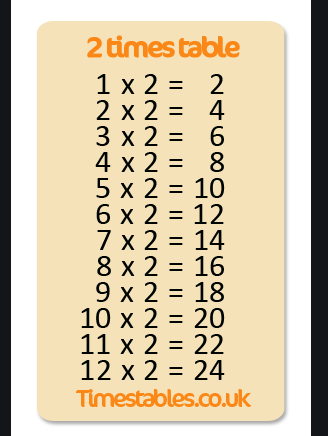 2 times table
1 x 2 = 2
2 x 2 = 4
3 x 2 = 6
4 x 2 = 8
5 x 2 = 10
6 x 2 = 12
7 x 2 = 14
8 x 2 = 16
9 x 2 = 18
10 x 2 = 20
11 x 2 = 22
12 x 2 = 24
Timestables.co.uk